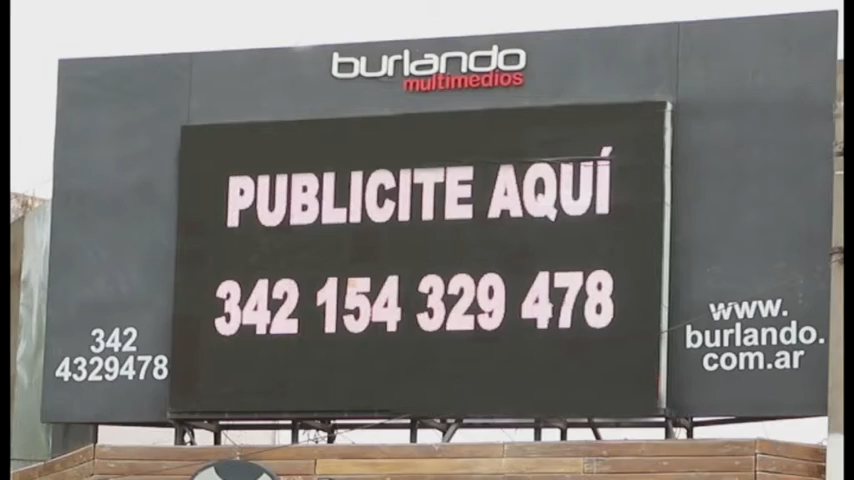 burlando
multimedios
PUBLICITE AQUÍ
342 154 329 478
342
4329478
www.
burlando.
com.ar